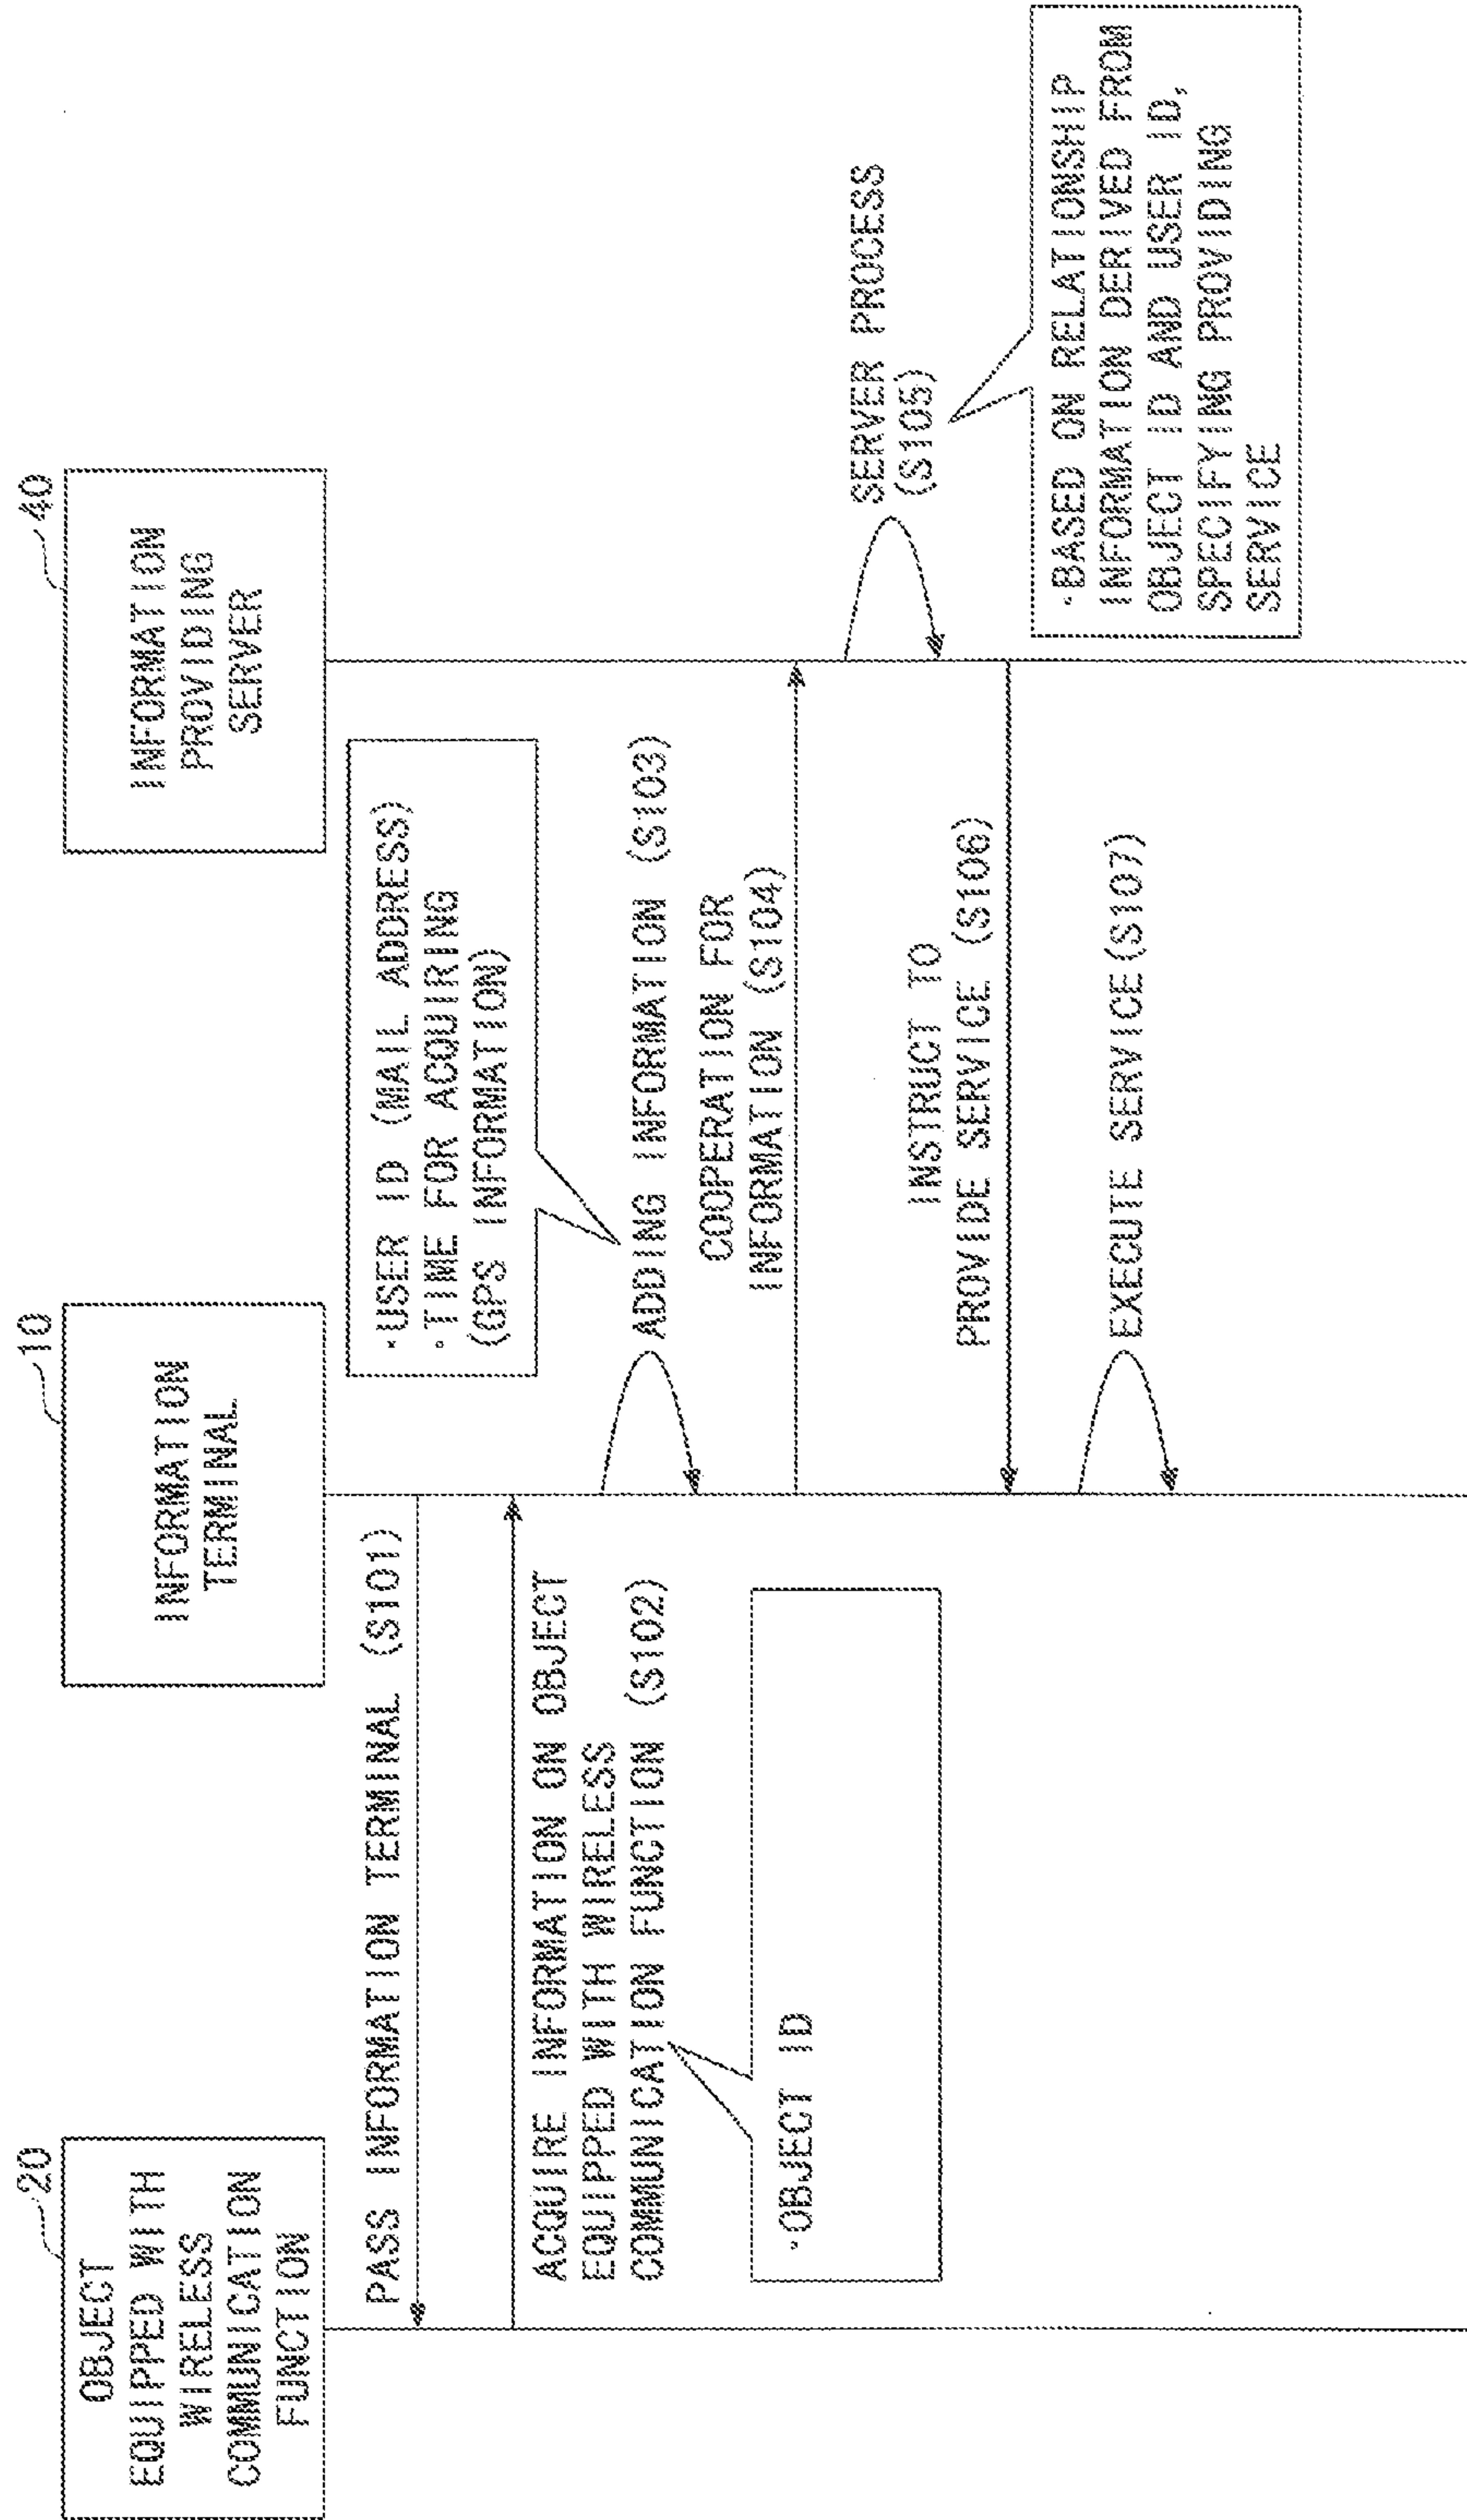 20
OBJECT
EQUIPPED WITH
WIRELESS
COMMUNICATION
FUNCTION
10
INFORMATION
TERMINAL
40
INFORMATION
PROVIDING
SERVER
PASS INFORMATION TERMINAL (S101)
ACQUIRE INFORMATION ON OBJECT
EQUIPPED WITH WIRELESS
COMMUNICATION FUNCTION (S102)
·OBJECT ID
·USER ID (MAIL ADDRESS)
·TIME FOR ACQUIRING
(GPS INFORMATION)
ADDING INFORMATION (S103)
COOPERATION FOR
INFORMATION (S104)
SERVER PROCESS
(S105)
·BASED ON RELATIONSHIP
INFORMATION DERIVED FROM
OBJECT ID AND USER ID,
SPECIFYING PROVIDING
SERVICE
INSTRUCT TO
PROVIDE SERVICE (S106)
EXECUTE SERVICE (S107)